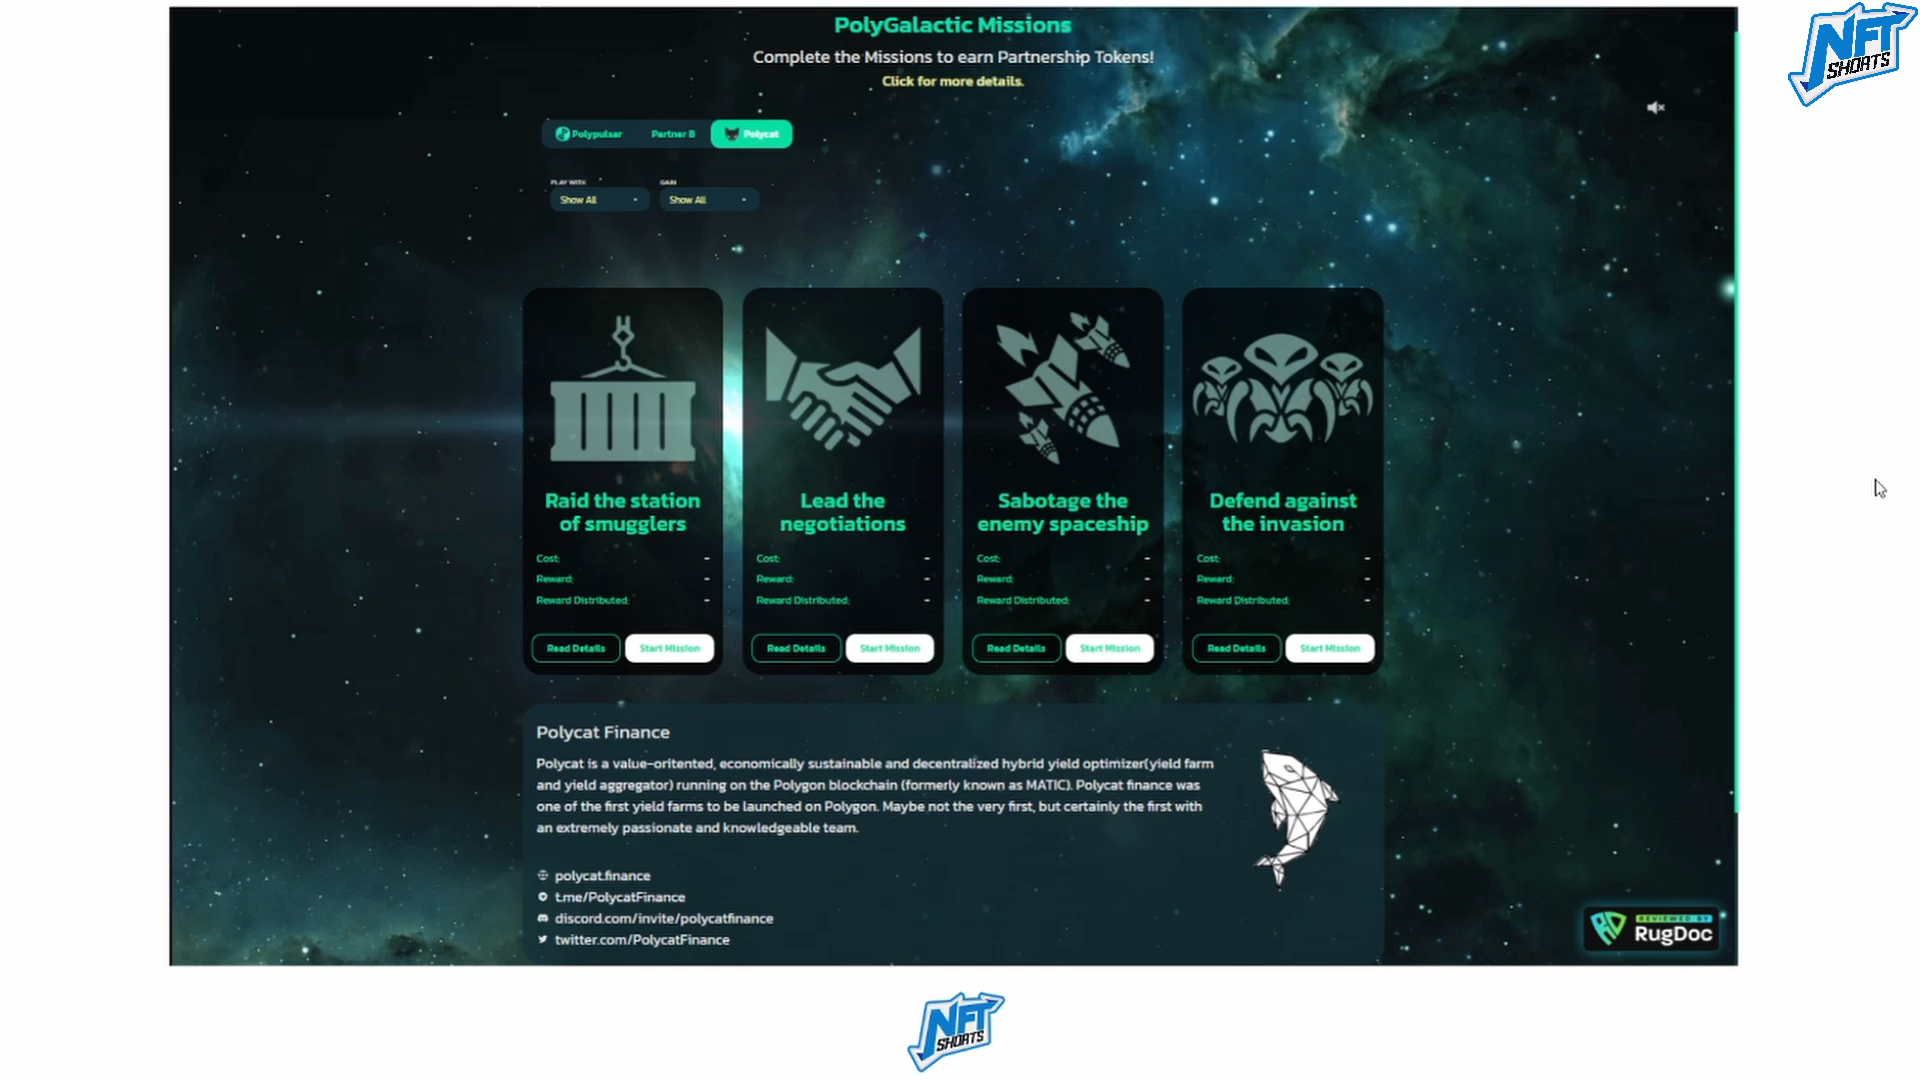 PolyGalactic Missions
Complete the Missions to earn Partnership Tokens!
Click for more details.
NFT
SHORTS
Polypulsar Partner B Polycat
PLAY WITH GAIN
Show All Show All
Raid the station
of smugglers
Cost: -
Reward: -
Reward Distributed: -
Read Details Start Mission
Lead the
negotiations
Cost: -
Reward: -
Reward Distributed: -
Read Details Start Mission
Sabotage the
enemy spaceship
Cost: -
Reward: -
Reward Distributed: -
Read Details Start Mission
Defend against
the invasion
Cost: -
Reward: -
Reward Distributed: -
Read Details Start Mission
Polycat Finance
Polycat is a value-oritented, economically sustainable and decentralized hybrid yield optimizer(yield farm
and yield aggregator) running on the Polygon blockchain (formerly known as MATIC). Polycat finance was
one of the first yield farms to be launched on Polygon. Maybe not the very first, but certainly the first with
an extremely passionate and knowledgeable team.
polycat.finance
t.me/PolycatFinance
discord.com/invite/polycatfinance
twitter.com/PolycatFinance
REVIEWED BY
RugDoc
NFT
SHORTS